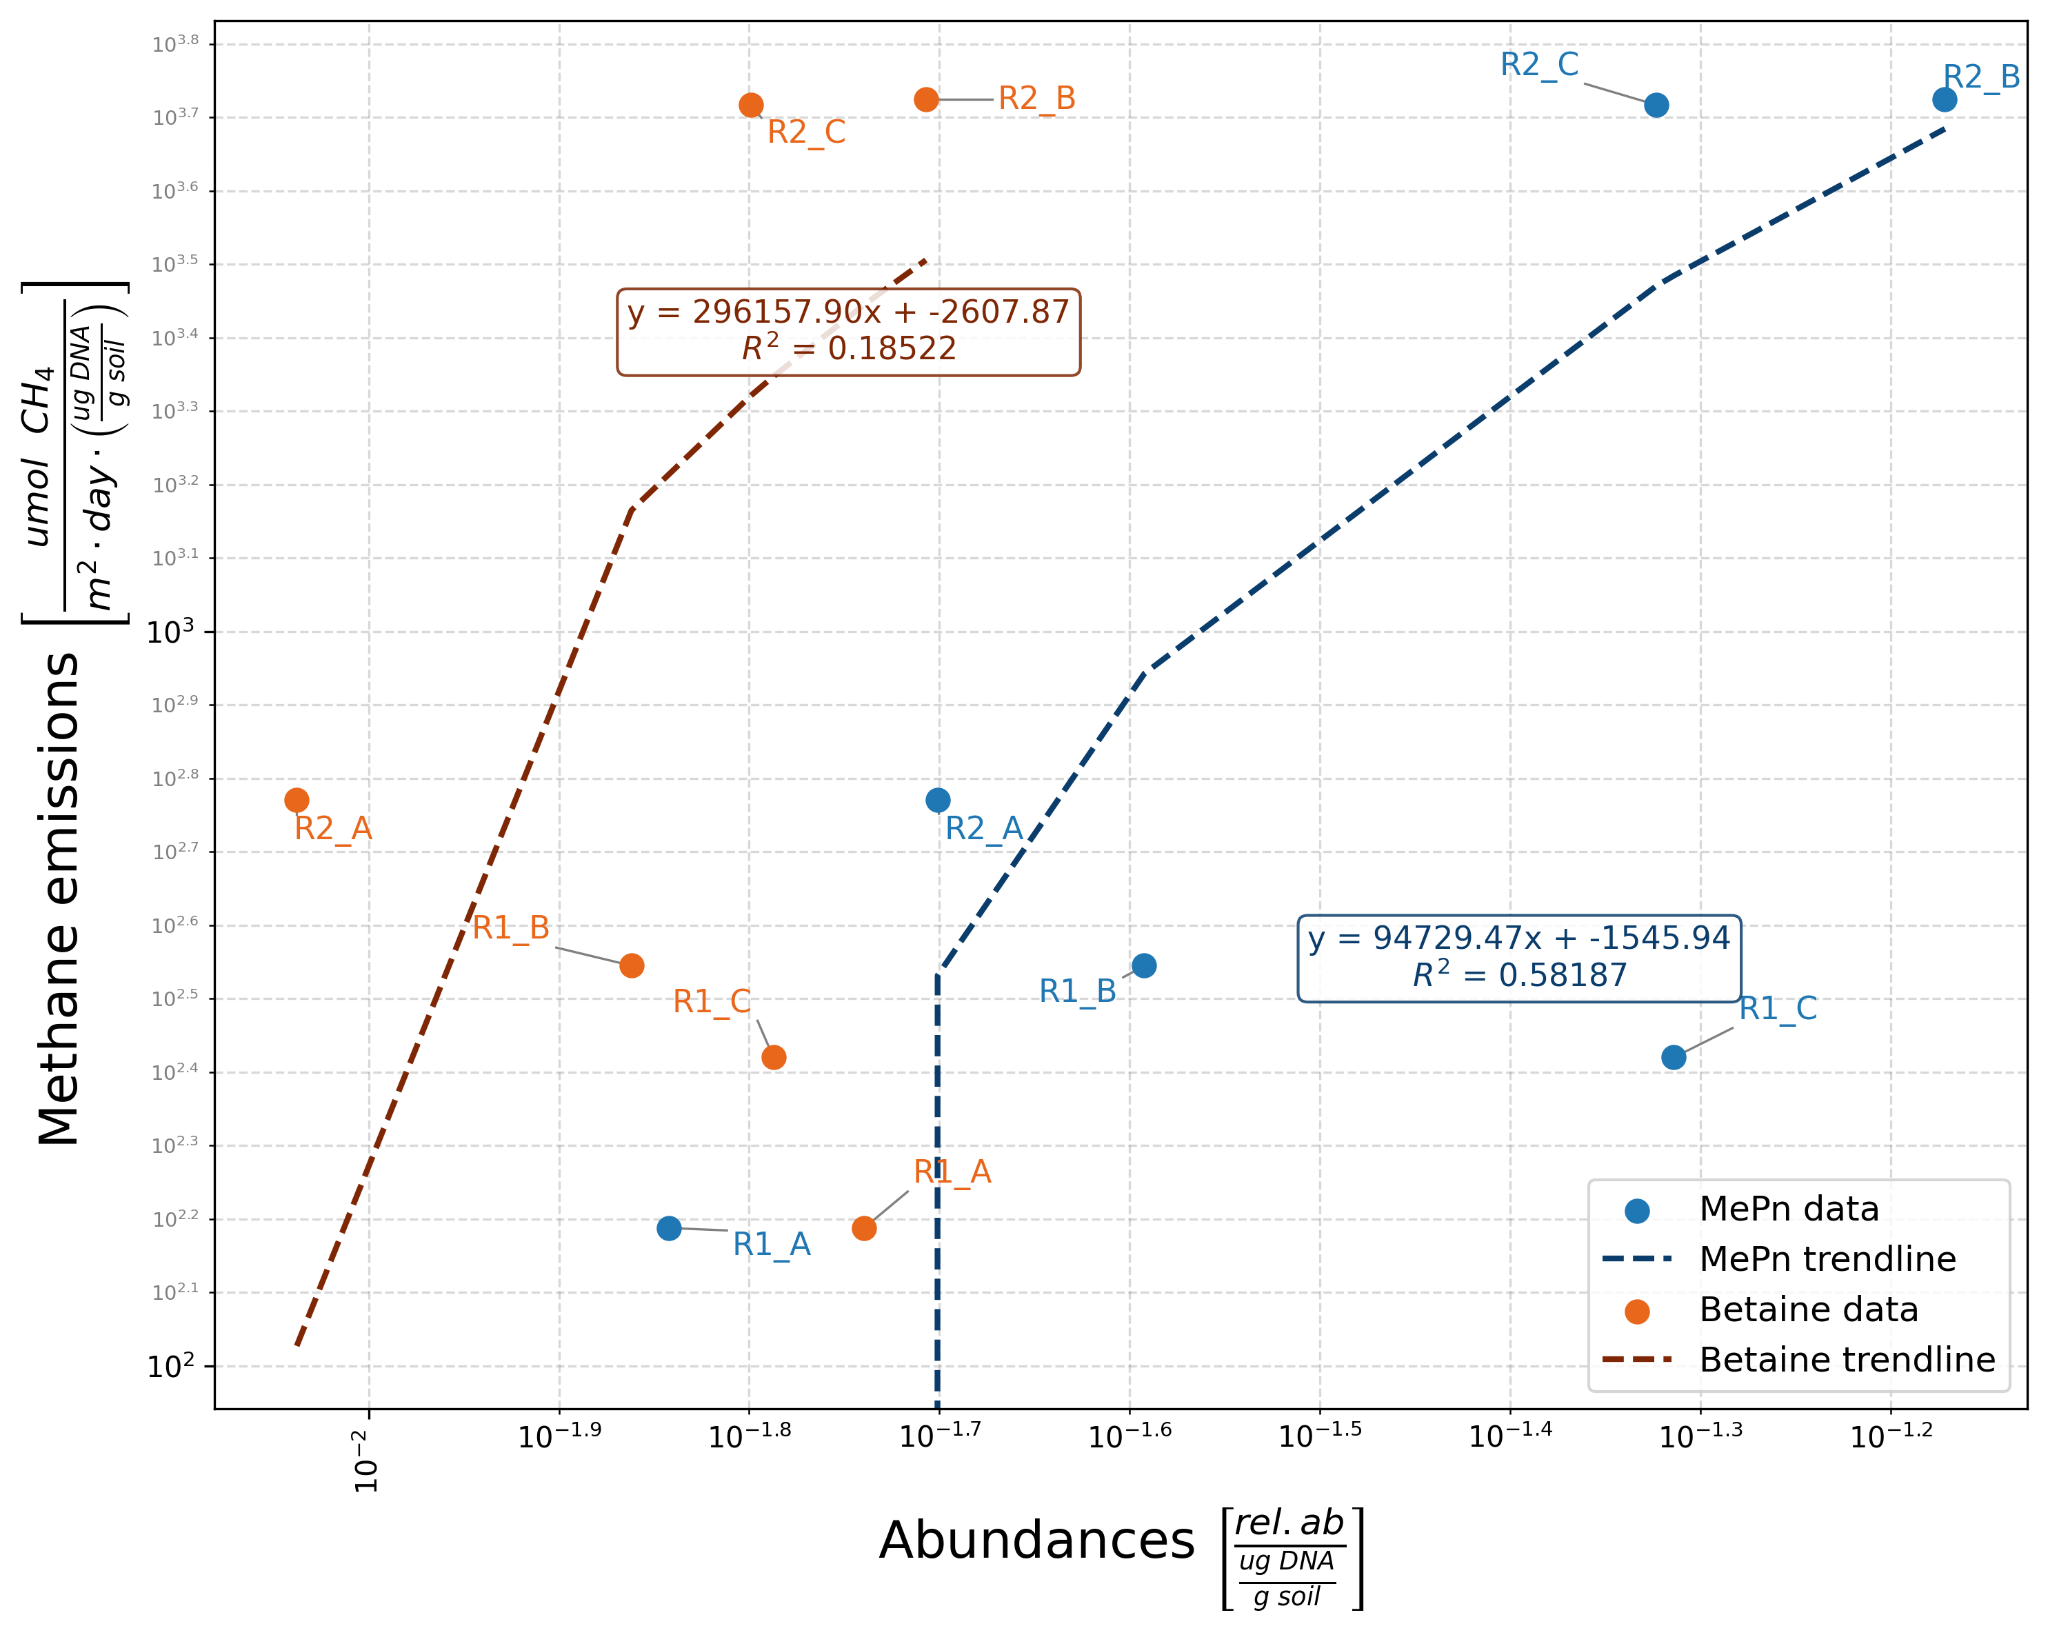 10^3.8
10^3.7
10^3.6
10^3.5
10^3.4
10^3.3
10^3.2
10^3.1
10^3
10^2.9
10^2.8
10^2.7
10^2.6
10^2.5
10^2.4
10^2.3
10^2.2
10^2.1
10^2
Methane emissions [umol CH₄ / m² · day · (ug DNA / g soil)]
R2_C
R2_B
R2_C
R2_B
y = 296157.90x + -2607.87
R² = 0.18522
R2_A
R2_A
R1_B
R1_C
R1_B
y = 94729.47x + -1545.94
R² = 0.58187
R1_C
R1_A
R1_A
MePn data
MePn trendline
Betaine data
Betaine trendline
10^−2
10^−1.9
10^−1.8
10^−1.7
10^−1.6
10^−1.5
10^−1.4
10^−1.3
10^−1.2
Abundances [rel.ab / (ug DNA / g soil)]